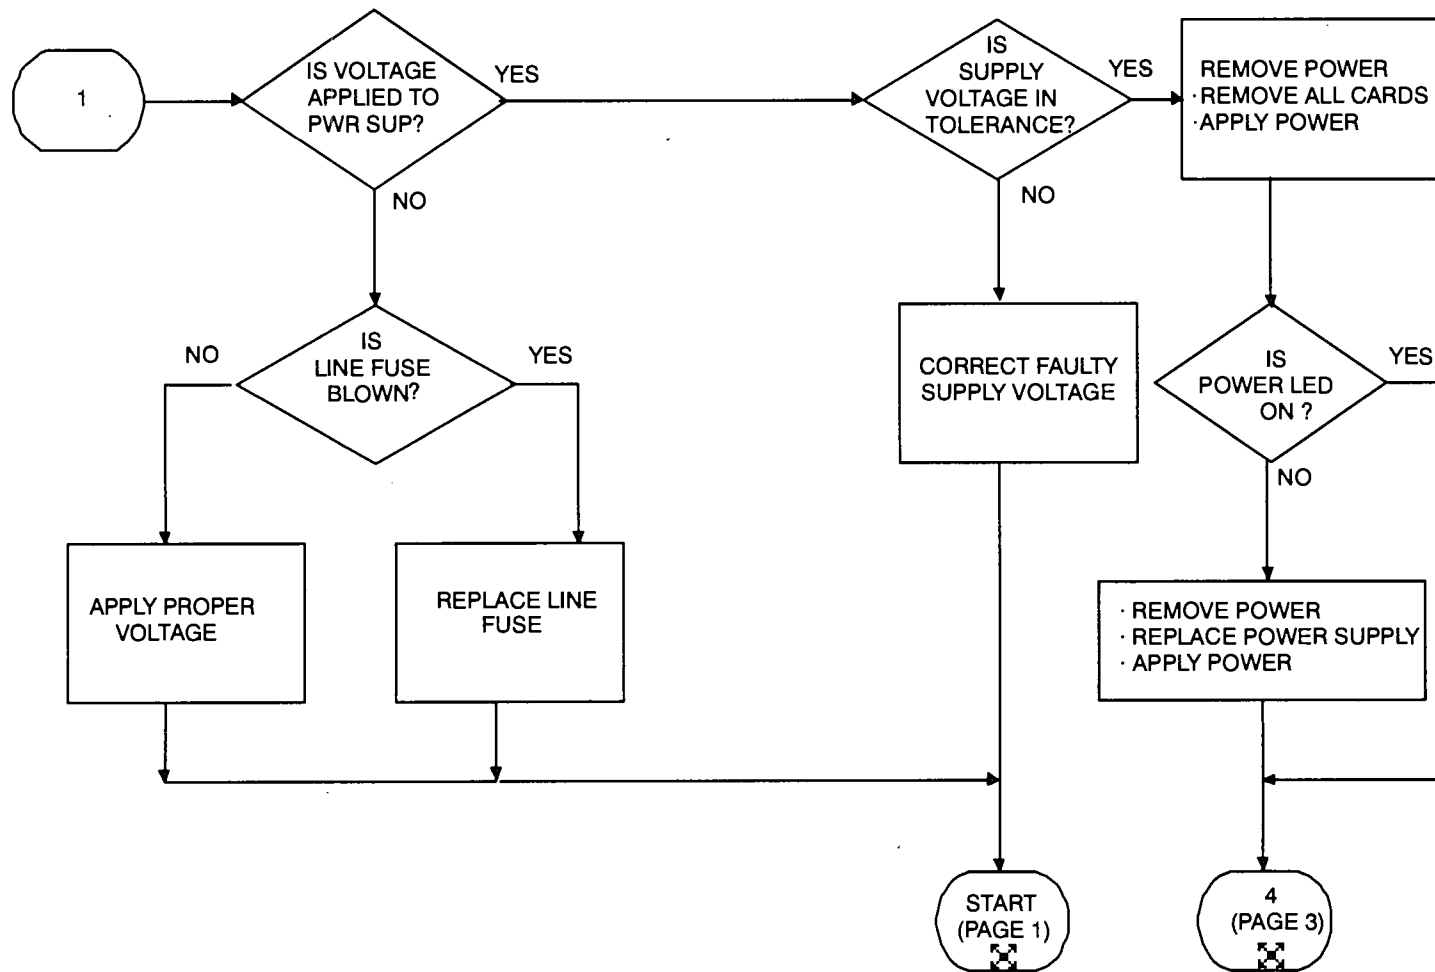 1
IS VOLTAGE
APPLIED TO
PWR SUP?
YES
NO
IS
SUPPLY
VOLTAGE IN
TOLERANCE?
YES
NO
REMOVE POWER
·REMOVE ALL CARDS
·APPLY POWER
IS
LINE FUSE
BLOWN?
NO
YES
CORRECT FAULTY
SUPPLY VOLTAGE
IS
POWER LED
ON ?
YES
NO
APPLY PROPER
VOLTAGE
REPLACE LINE
FUSE
· REMOVE POWER
· REPLACE POWER SUPPLY
· APPLY POWER
START
(PAGE 1)
4
(PAGE 3)